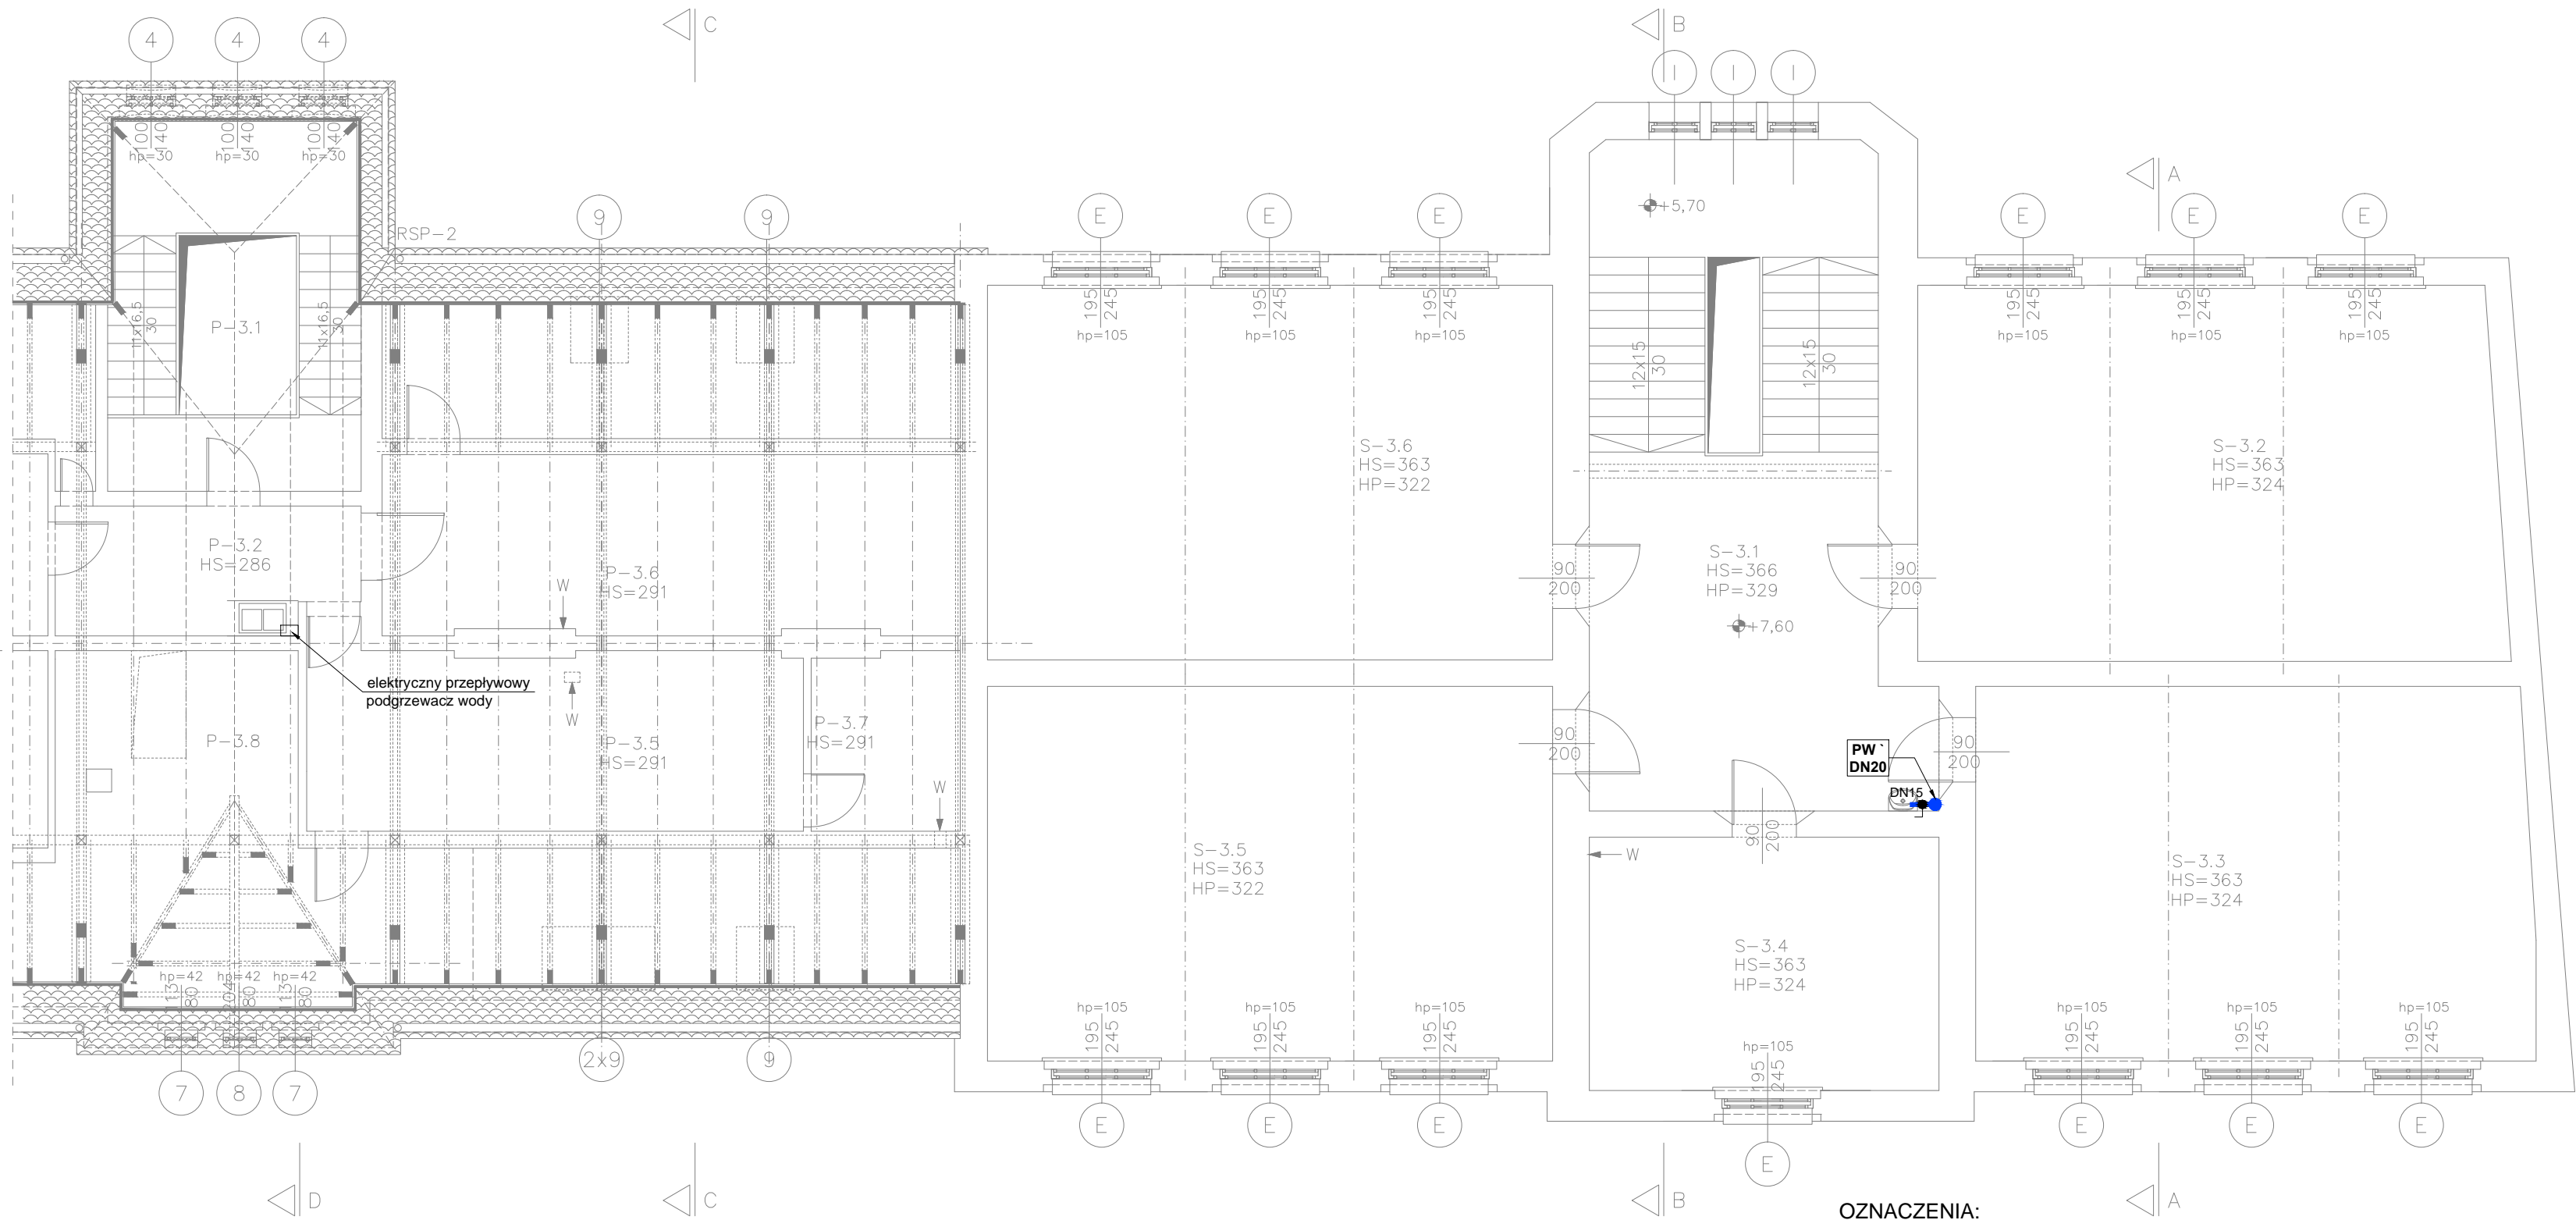 C
B
4
4
4
I
I
I
100
140
hp=30
100
140
hp=30
100
140
hp=30
A
9
9
E
E
E
+5,70
E
E
E
RSP-2
195
245
hp=105
195
245
hp=105
195
245
hp=105
195
245
hp=105
195
245
hp=105
195
245
hp=105
P-3.1
11x16,5
30
11x16,5
30
12x15
30
12x15
30
S-3.6
HS=363
HP=322
S-3.2
HS=363
HP=324
P-3.2
HS=286
P-3.6
HS=291
W
S-3.1
HS=366
HP=329
90
200
90
200
+7,60
elektryczny przepływowy
podgrzewacz wody
W
P-3.8
P-3.5
HS=291
P-3.7
HS=291
90
200
PW `
DN20
90
200
DN15
W
90
200
W
S-3.5
HS=363
HP=322
S-3.3
HS=363
HP=324
S-3.4
HS=363
HP=324
hp=42
hp=42
hp=42
80
80
80
hp=105
195
245
hp=105
195
245
hp=105
195
245
hp=105
195
245
hp=105
195
245
hp=105
195
245
hp=105
195
245
7
8
7
2x9
9
E
E
E
E
E
E
E
D
C
B
A
OZNACZENIA: